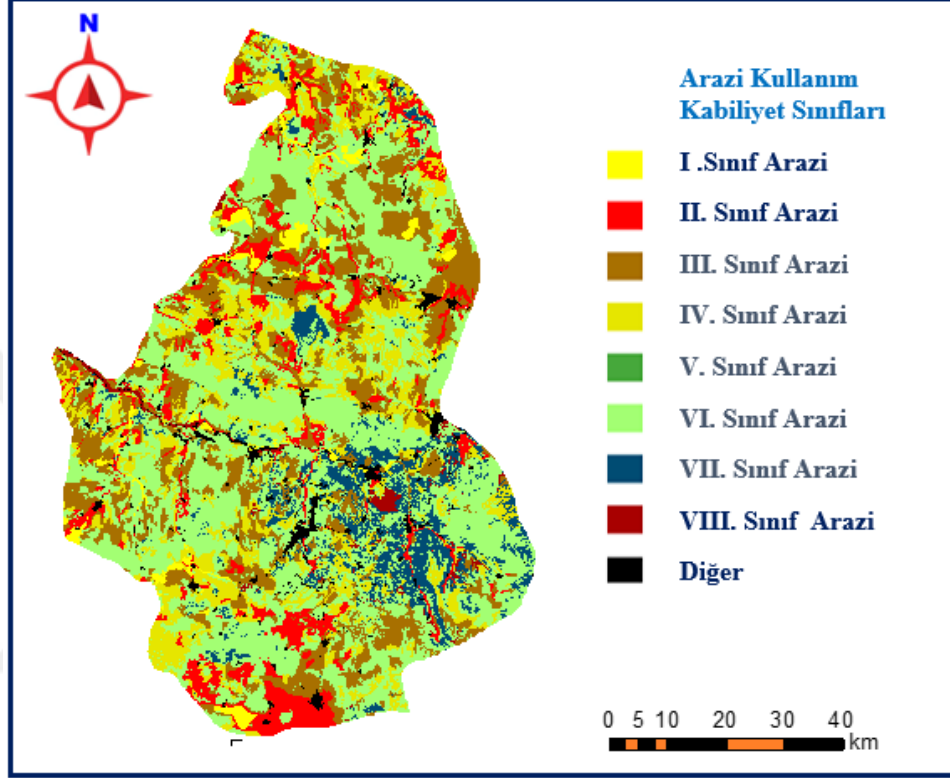 N
Arazi Kullanım
Kabiliyet Sınıfları
I .Sınıf Arazi
II. Sınıf Arazi
III. Sınıf Arazi
IV. Sınıf Arazi
V. Sınıf Arazi
VI. Sınıf Arazi
VII. Sınıf Arazi
VIII. Sınıf Arazi
Diğer
0 5 10 20 30 40
km